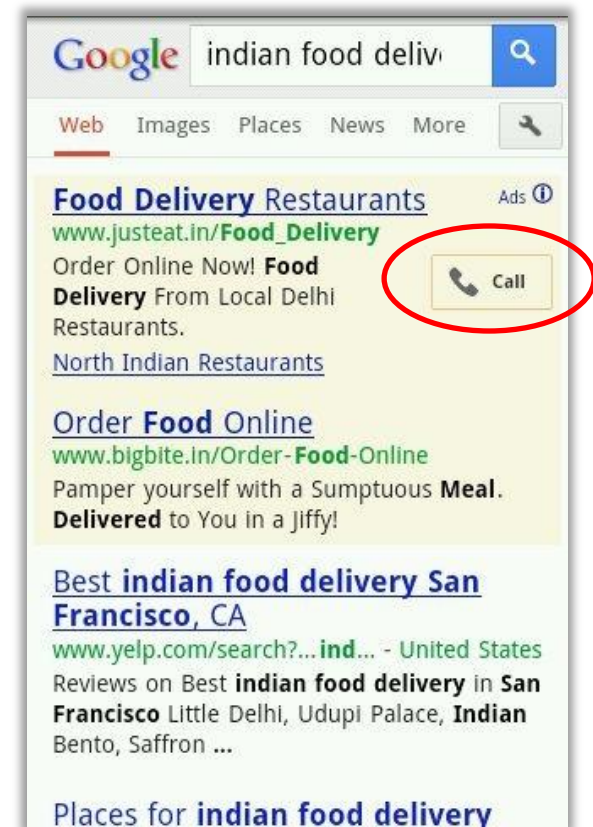 Google indian food deliv
Web Images Places News More
Food Delivery Restaurants Ads
www.justeat.in/Food_Delivery
Order Online Now! Food
Delivery From Local Delhi
Restaurants.
Call
North Indian Restaurants
Order Food Online
www.bigbite.in/Order-Food-Online
Pamper yourself with a Sumptuous Meal.
Delivered to You in a Jiffy!
Best indian food delivery San
Francisco, CA
www.yelp.com/search?...ind... - United States
Reviews on Best indian food delivery in San
Francisco Little Delhi, Udupi Palace, Indian
Bento, Saffron ...
Places for indian food delivery